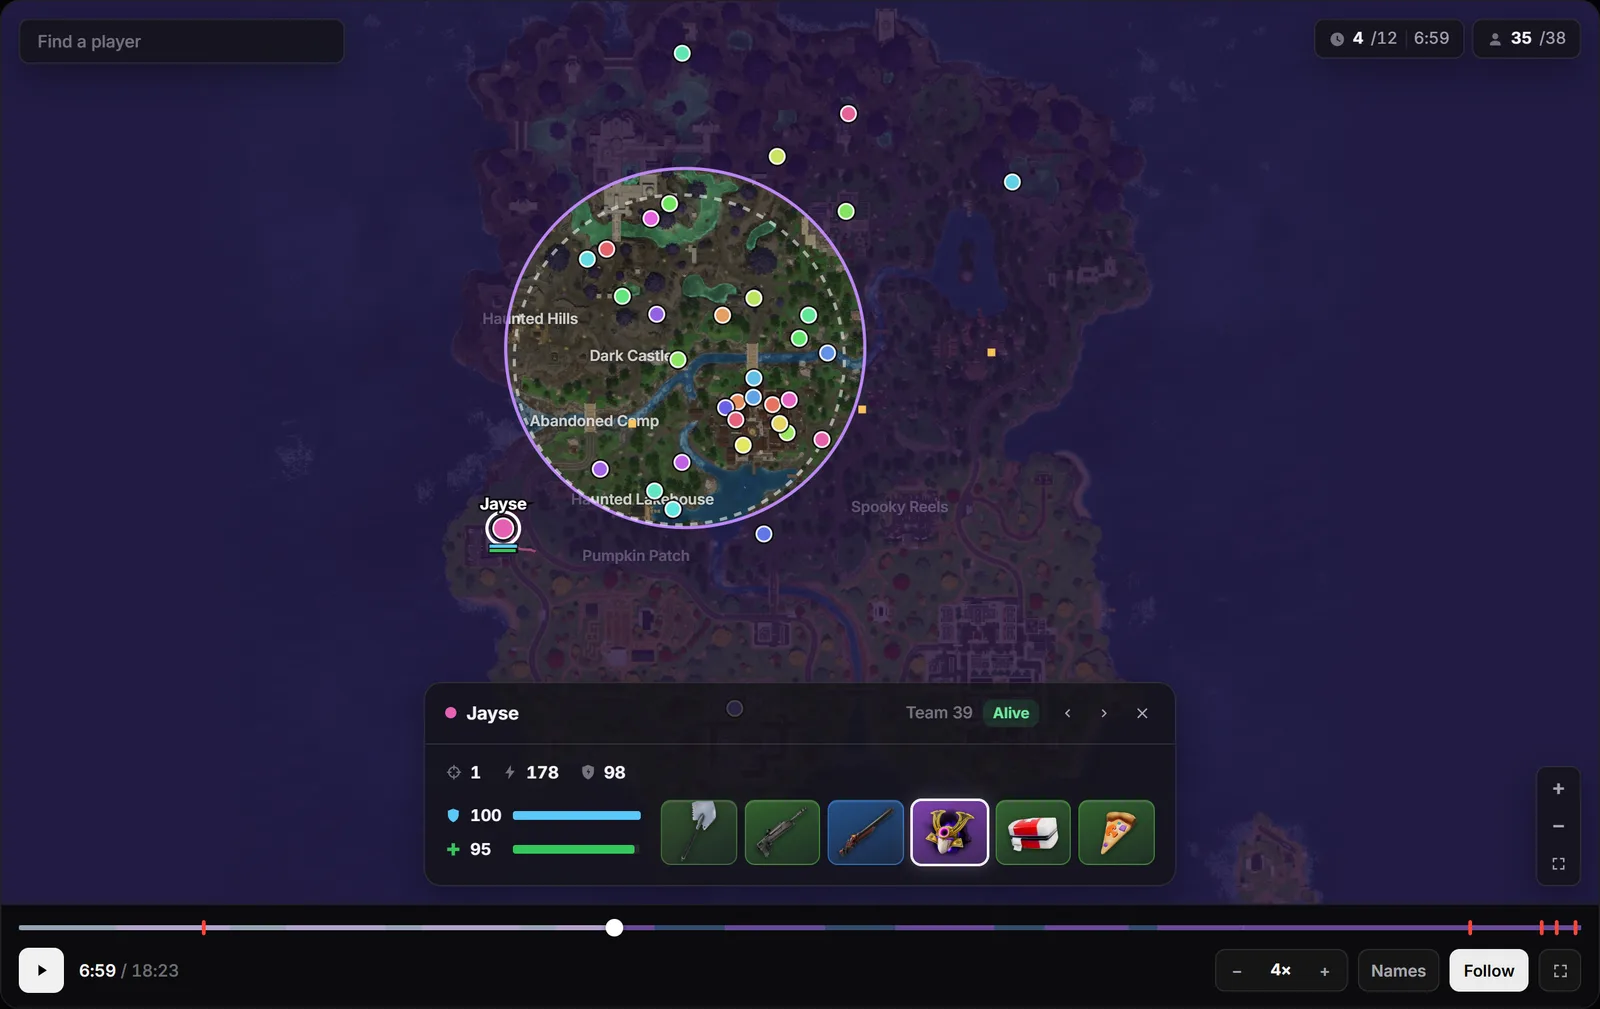 Find a player
4 /12 6:59
35 /38
Haunted Hills
Dark Castle
Abandoned Camp
Haunted Lakehouse
Jayse
Spooky Reels
Pumpkin Patch
Jayse
Team 39
Alive
1 178 98
100
95
6:59 / 18:23
− 4× +
Names
Follow